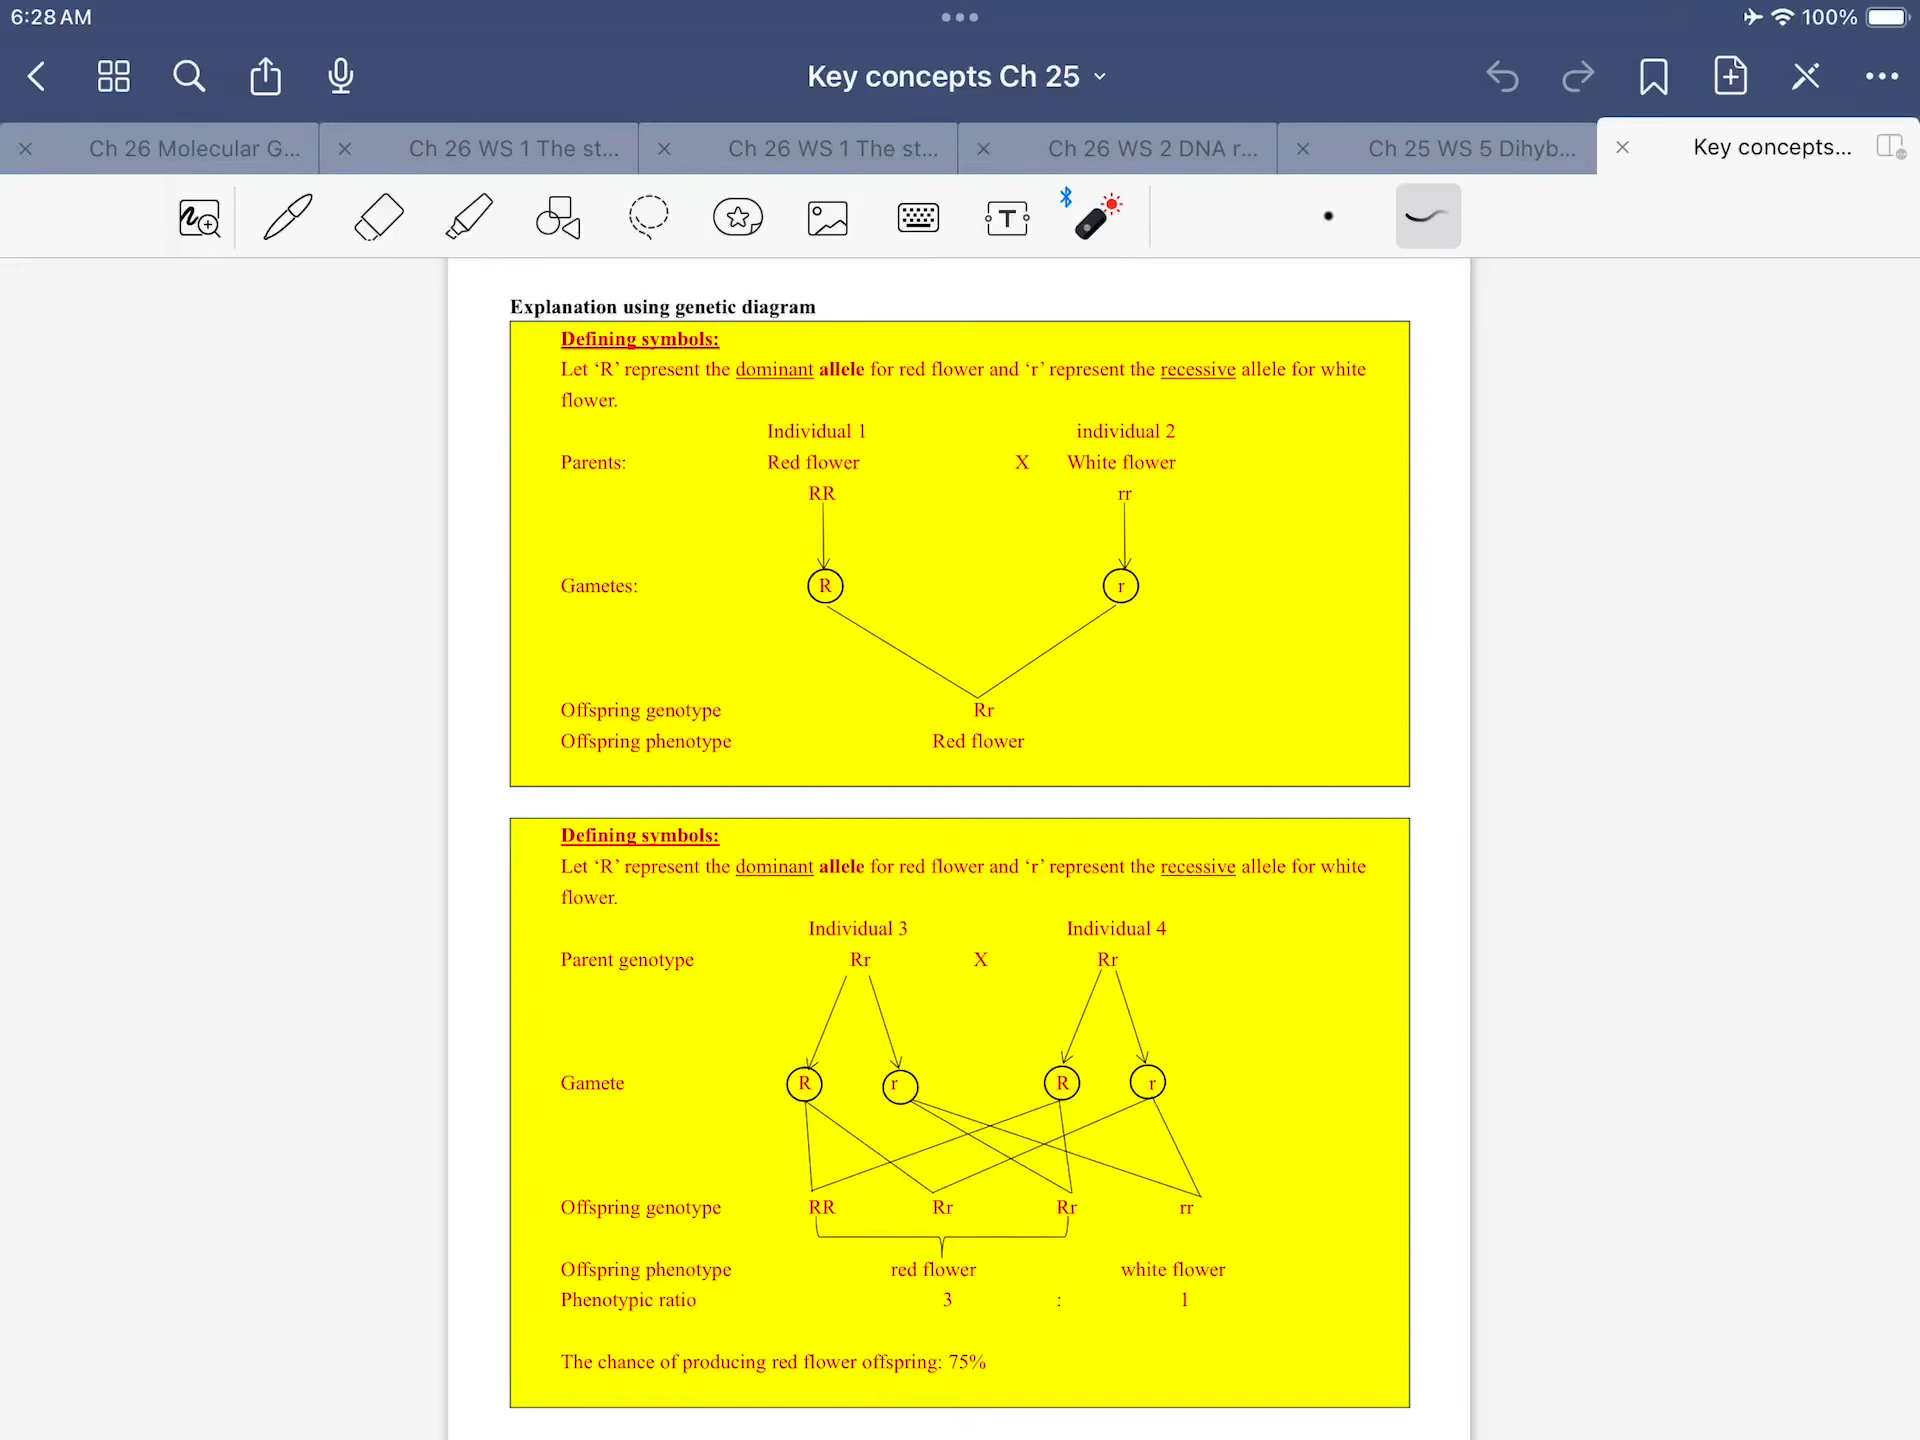 6:28 AM
100%
Key concepts Ch 25
Ch 26 Molecular G...
Ch 26 WS 1 The st...
Ch 26 WS 1 The st...
Ch 26 WS 2 DNA r...
Ch 25 WS 5 Dihyb...
Key concepts...
T
Explanation using genetic diagram
Defining symbols:
Let ‘R’ represent the dominant allele for red flower and ‘r’ represent the recessive allele for white
flower.
Individual 1 individual 2
Parents: Red flower X White flower
RR rr
Gametes: R r
Offspring genotype Rr
Offspring phenotype Red flower
Defining symbols:
Let ‘R’ represent the dominant allele for red flower and ‘r’ represent the recessive allele for white
flower.
Individual 3 Individual 4
Parent genotype Rr X Rr
Gamete R r R r
Offspring genotype RR Rr Rr rr
Offspring phenotype red flower white flower
Phenotypic ratio 3 : 1
The chance of producing red flower offspring: 75%